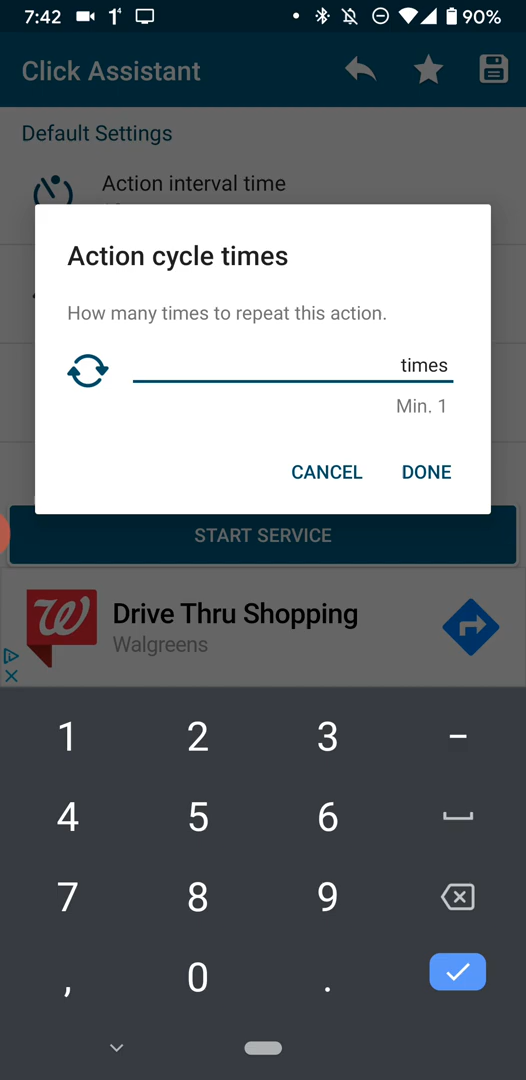 7:42 1⁴ 90%
Click Assistant
Default Settings
Action interval time
Action cycle times
How many times to repeat this action.
times
Min. 1
CANCEL DONE
START SERVICE
Drive Thru Shopping
Walgreens
1 2 3 –
4 5 6
7 8 9
, 0 .